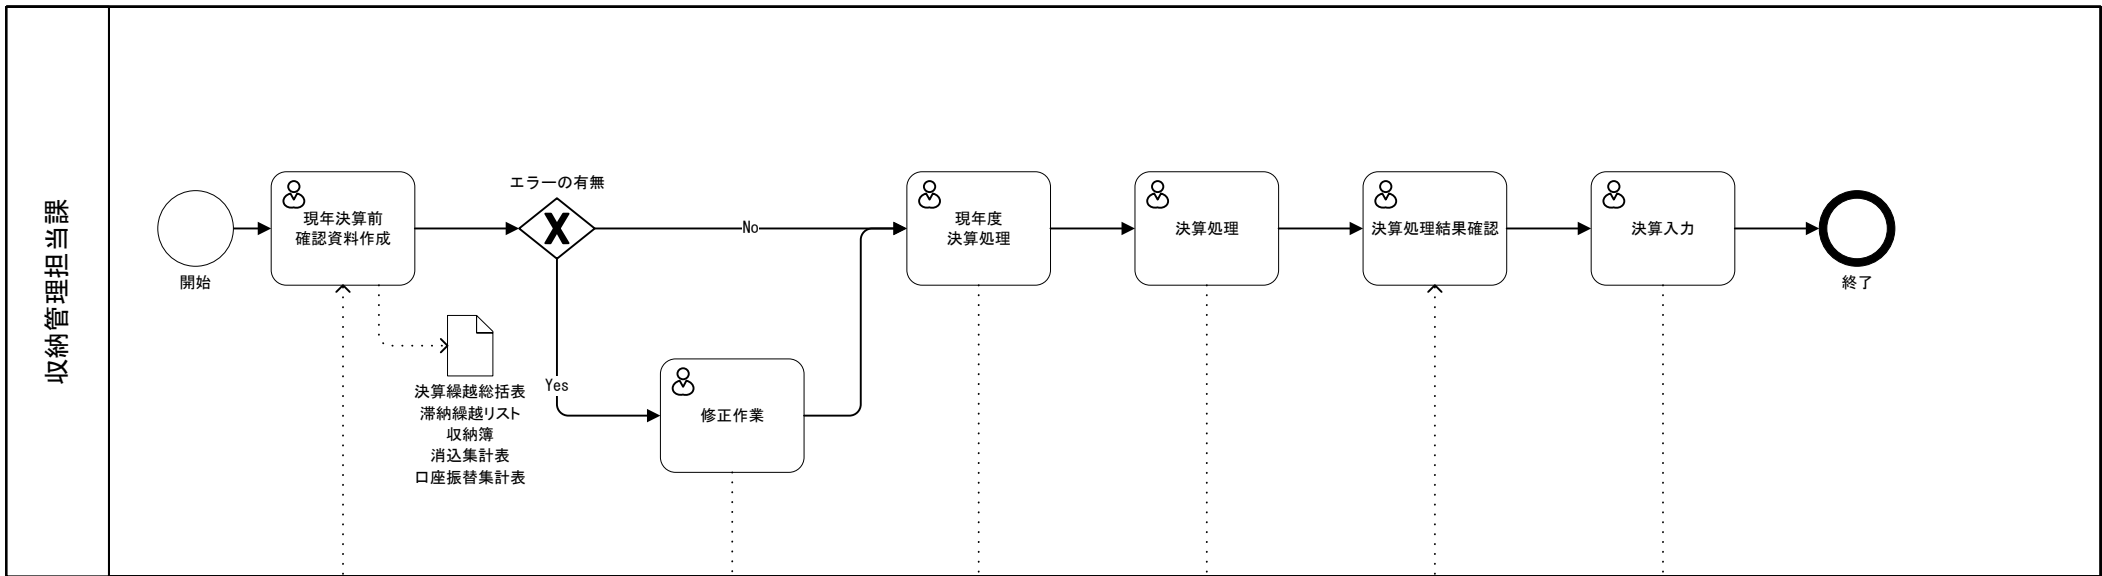 収納管理担当課
開始
現年決算前
確認資料作成
エラーの有無
No
Yes
決算繰越総括表
滞納繰越リスト
収納簿
消込集計表
口座振替集計表
修正作業
現年度
決算処理
決算処理
決算処理結果確認
決算入力
終了